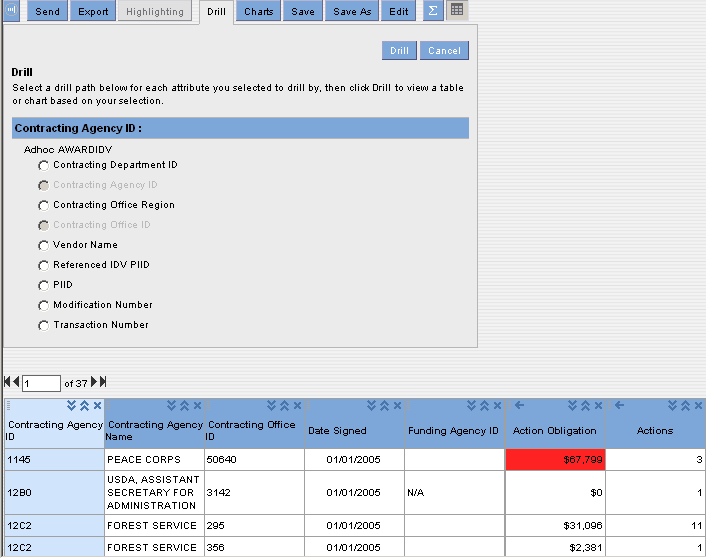 Send Export Highlighting Drill Charts Save Save As Edit Σ
Drill Cancel
Drill
Select a drill path below for each attribute you selected to drill by, then click Drill to view a table
or chart based on your selection.
Contracting Agency ID :
Adhoc AWARDIDV
Contracting Department ID
Contracting Agency ID
Contracting Office Region
Contracting Office ID
Vendor Name
Referenced IDV PIID
PIID
Modification Number
Transaction Number
1 of 37
Contracting Agency ID
Contracting Agency Name
Contracting Office ID
Date Signed
Funding Agency ID
Action Obligation
Actions
1145 PEACE CORPS 50640 01/01/2005 $67,799 3
12B0 USDA, ASSISTANT SECRETARY FOR ADMINISTRATION 3142 01/01/2005 N/A $0 1
12C2 FOREST SERVICE 295 01/01/2005 $31,096 11
12C2 FOREST SERVICE 356 01/01/2005 $2,381 1